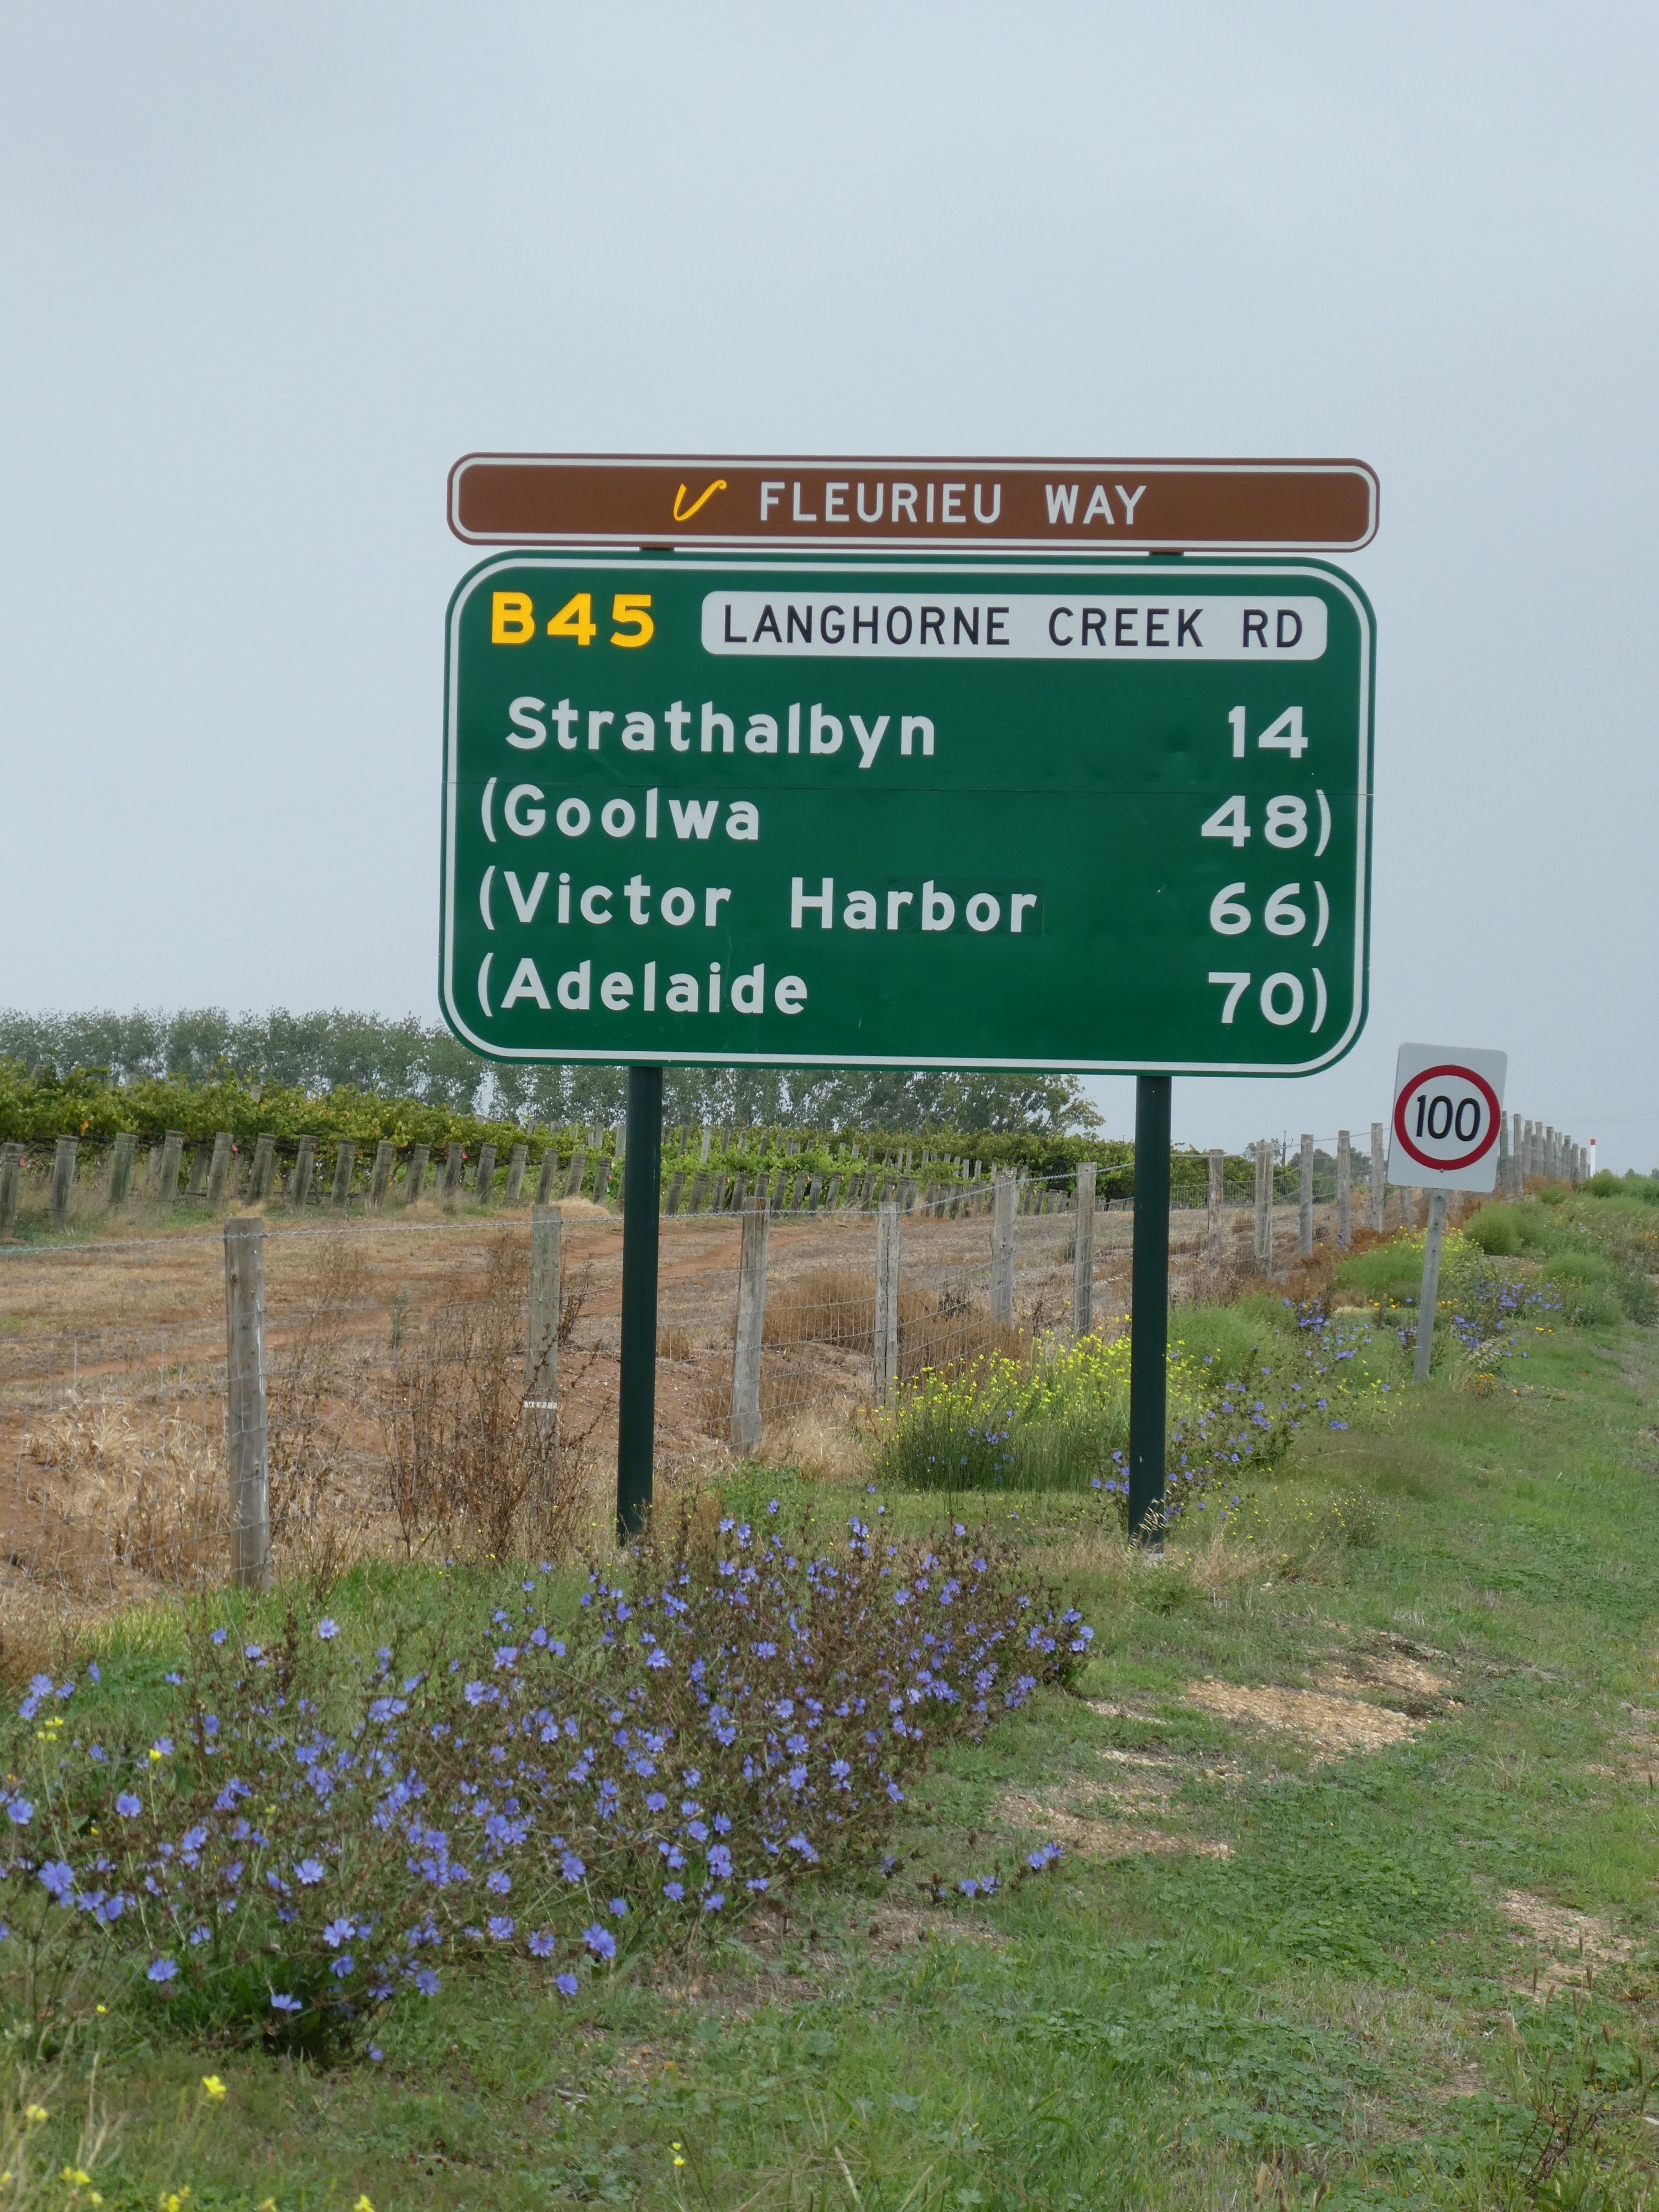 FLEURIEU WAY
B45 LANGHORNE CREEK RD
Strathalbyn 14
(Goolwa 48)
(Victor Harbor 66)
(Adelaide 70)
100